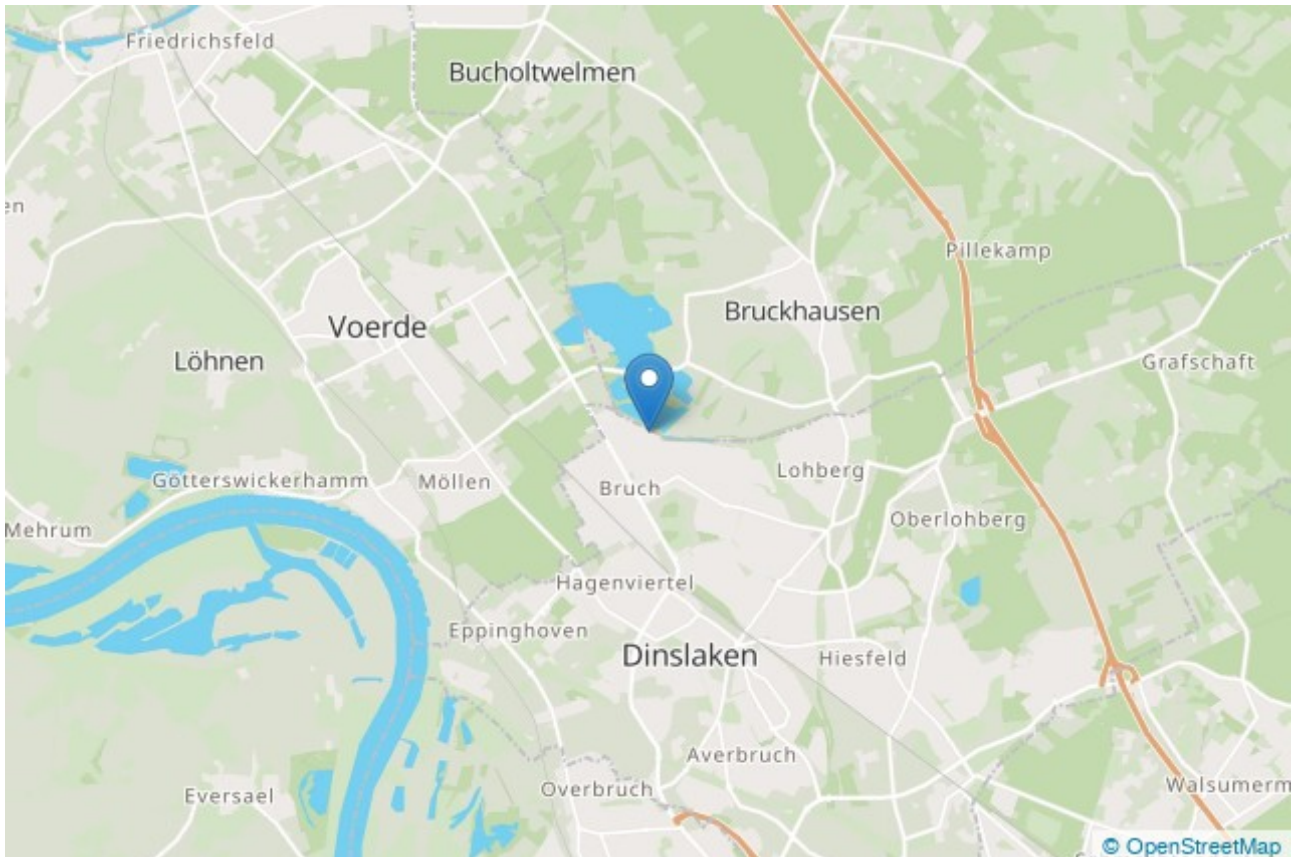 Friedrichsfeld
Bucholtwelmen
en
Pillekamp
Bruckhausen
Voerde
Löhnen
Grafschaft
Götterswickerhamm
Möllen
Bruch
Lohberg
Mehrum
Oberlohberg
Hagenviertel
Eppinghoven
Dinslaken
Hiesfeld
Averbruch
Eversael
Overbruch
Walsumerm
© OpenStreetMap